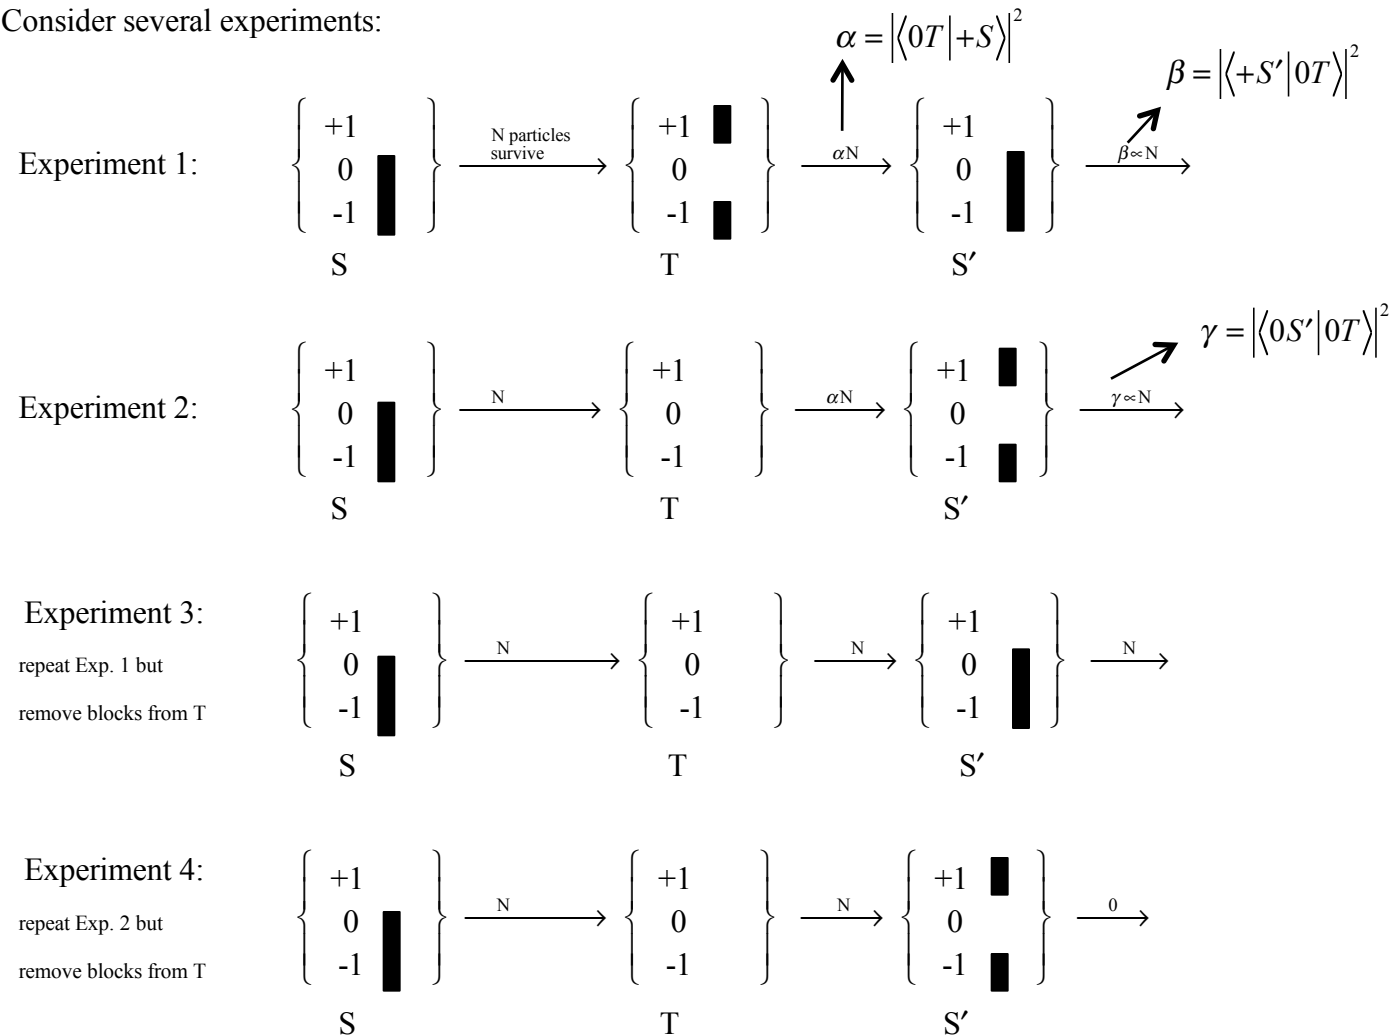 Consider several experiments:
α = |⟨0T|+S⟩|²
β = |⟨+S′|0T⟩|²
Experiment 1:
+1 +1 +1
N particles
survive
0 0 αN 0 β∝N
-1 -1 -1
S T S′
γ = |⟨0S′|0T⟩|²
Experiment 2:
+1 +1 +1
0 N 0 αN 0 γ∝N
-1 -1 -1
S T S′
Experiment 3:
repeat Exp. 1 but
remove blocks from T
+1 +1 +1
0 N 0 N 0 N
-1 -1 -1
S T S′
Experiment 4:
repeat Exp. 2 but
remove blocks from T
+1 +1 +1
0 N 0 N 0 0
-1 -1 -1
S T S′